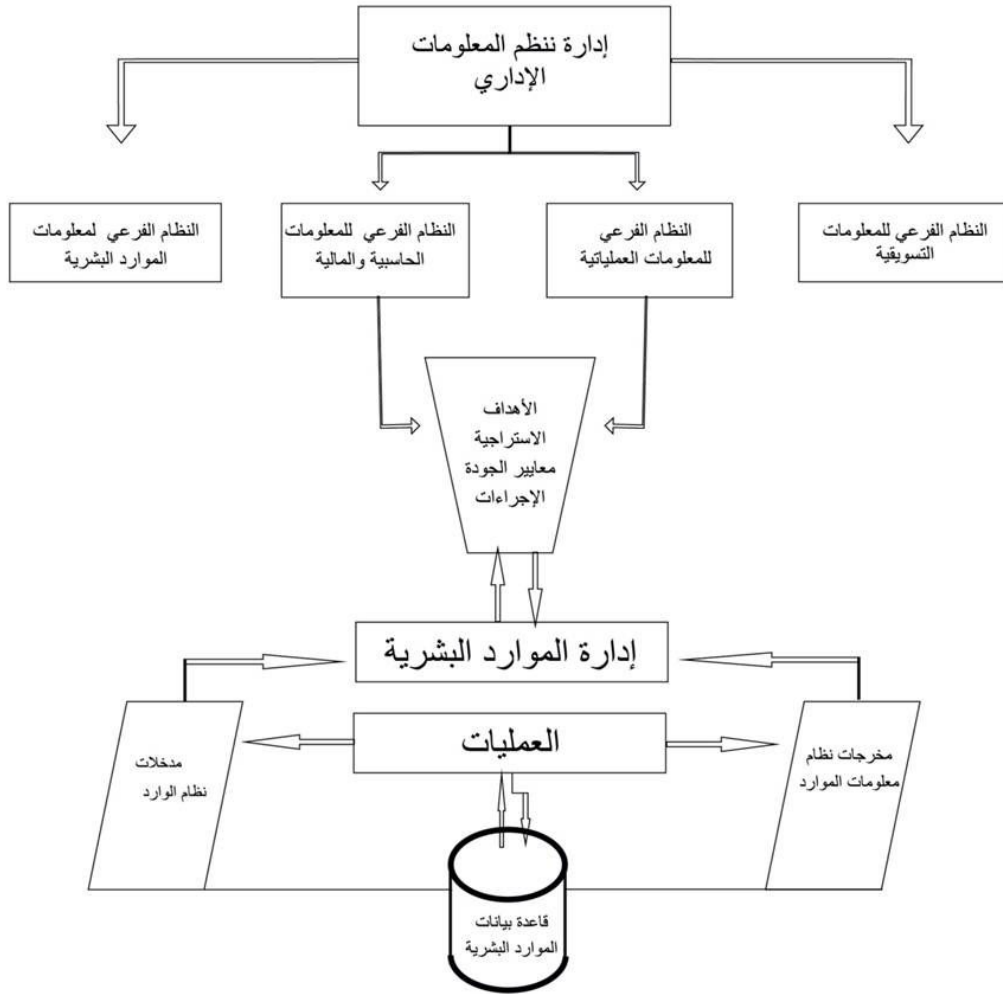 إدارة ننظم المعلومات
الإداري
النظام الفرعي للمعلومات
التسويقية
النظام الفرعي
للمعلومات العملياتية
النظام الفرعي للمعلومات
الحاسبية والمالية
النظام الفرعي لمعلومات
الموارد البشرية
الأهداف
الاستراجية
معايير الجودة
الإجراءات
إدارة الموارد البشرية
العمليات
مخرجات نظام
معلومات الموارد
مدخلات
نظام الوارد
قاعدة بيانات
الموارد البشرية